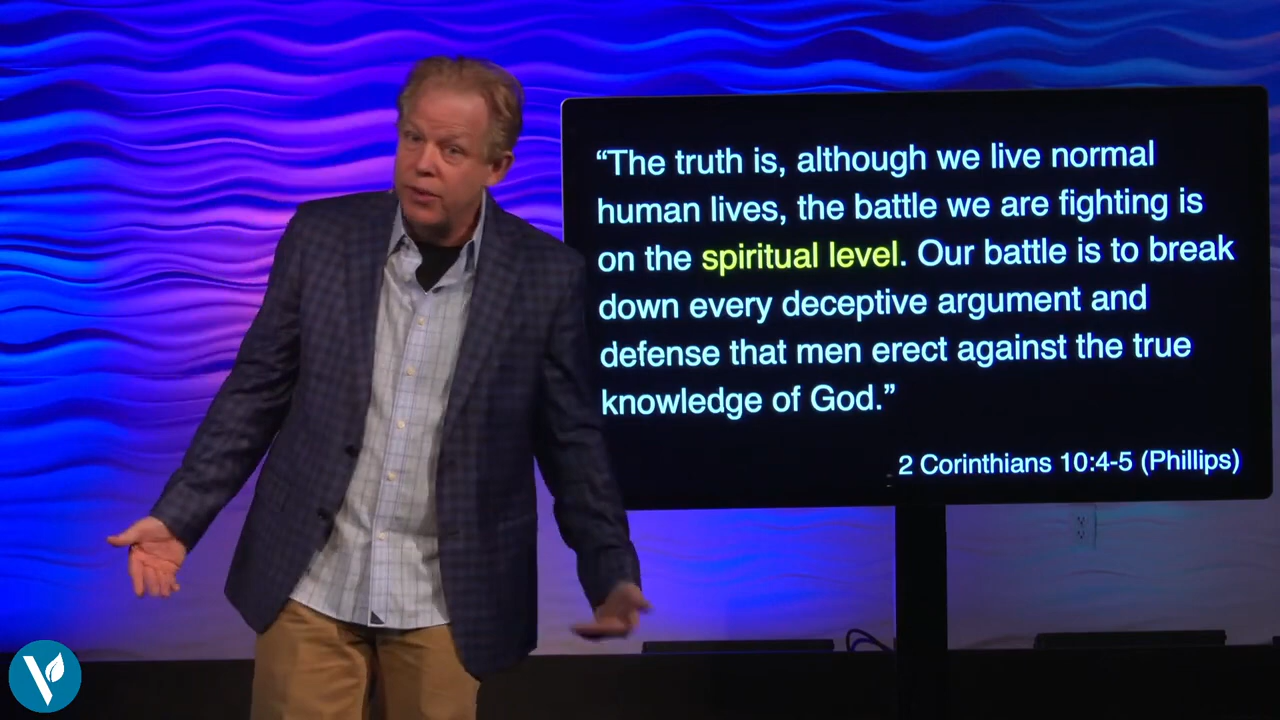 “The truth is, although we live normal
human lives, the battle we are fighting is
on the spiritual level. Our battle is to break
down every deceptive argument and
defense that men erect against the true
knowledge of God.”
2 Corinthians 10:4-5 (Phillips)